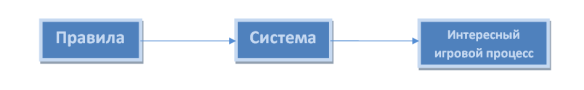 Правила
Система
Интересный
игровой процесс